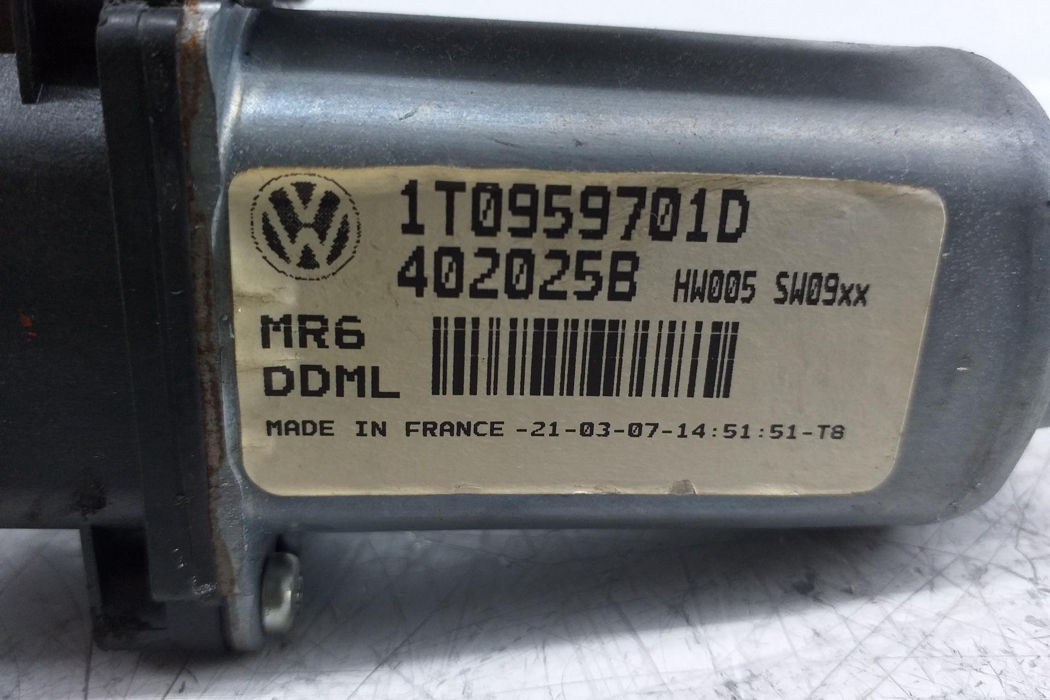 1T0959701D
402025B HW005 SW09xx
MR6
DDML
MADE IN FRANCE -21-03-07-14:51:51-T8